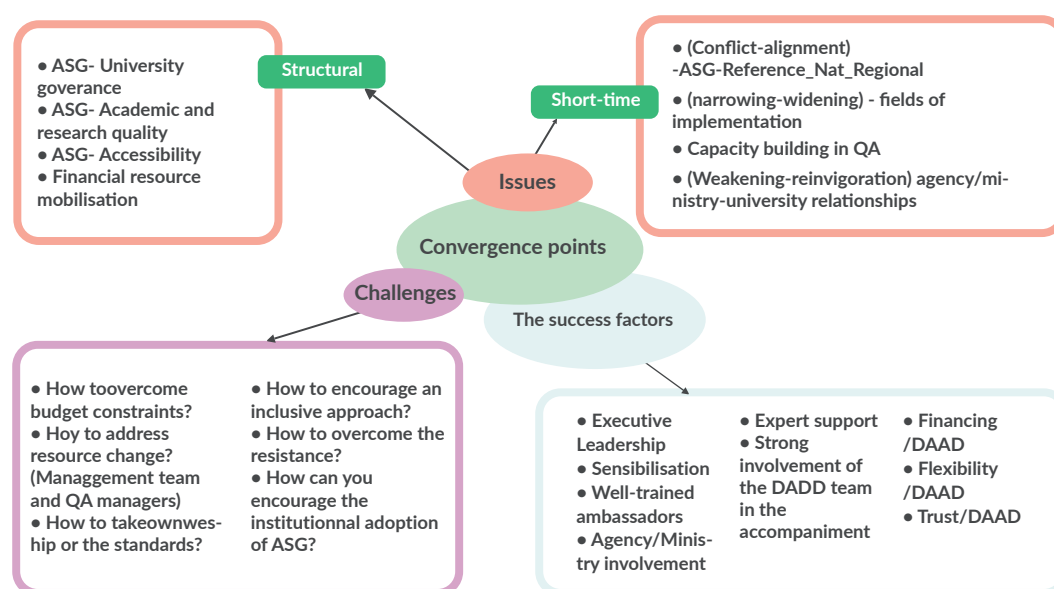 ● ASG- University
goverance
● ASG- Academic and
research quality
● ASG- Accessibility
● Financial resource
mobilisation
Structural
Short-time
● (Conflict-alignment)
-ASG-Reference_Nat_Regional
● (narrowing-widening) - fields of
implementation
● Capacity building in QA
● (Weakening-reinvigoration) agency/mi-
nistry-university relationships
Issues
Convergence points
Challenges
The success factors
● How toovercome
budget constraints?
● Hoy to address
resource change?
(Managgement team
and QA managers)
● How to takeownwes-
hip or the standards?
● How to encourage an
inclusive approach?
● How to overcome the
resistance?
● How can you
encourage the
institutionnal adoption
of ASG?
● Executive
Leadership
● Sensibilisation
● Well-trained
ambassadors
● Agency/Minis-
try involvement
● Expert support
● Strong
involvement of
the DADD team
in the
accompaniment
● Financing
/DAAD
● Flexibility
/DAAD
● Trust/DAAD